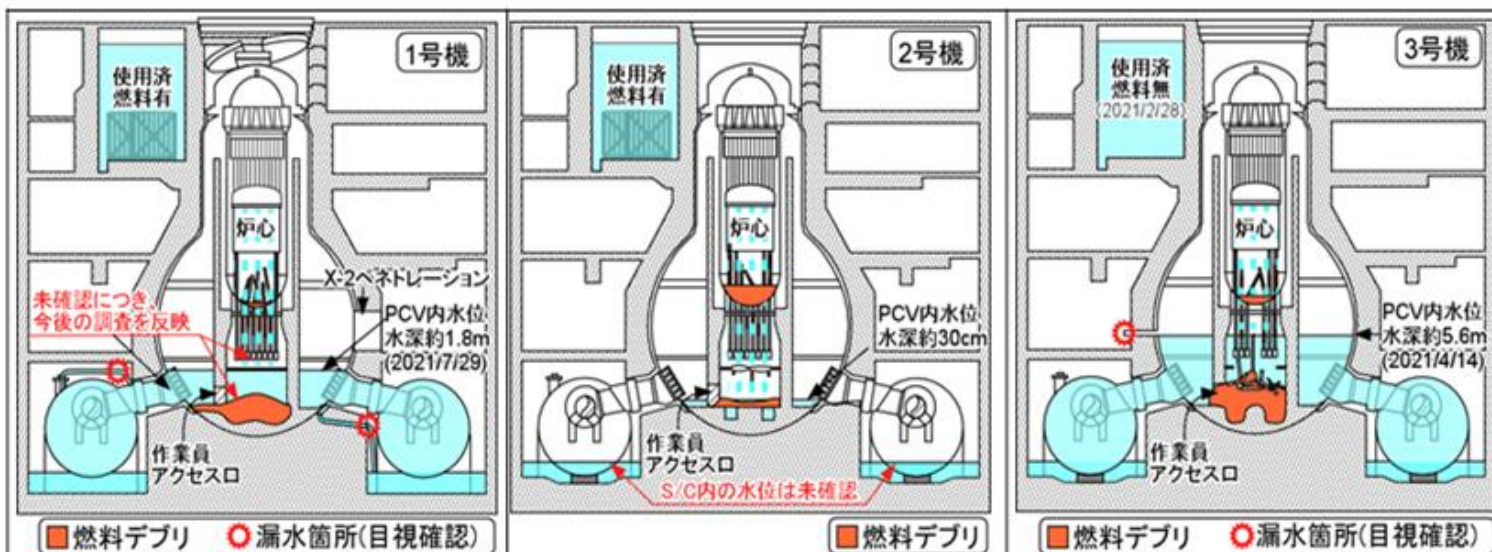 1号機
使用済
燃料有
炉心
X-2ペネトレーション
未確認につき、
今後の調査を反映
PCV内水位
水深約1.8m
(2021/7/29)
作業員
アクセス口
燃料デブリ
漏水箇所(目視確認)
2号機
使用済
燃料有
炉心
PCV内水位
水深約30cm
作業員
アクセス口
S/C内の水位は未確認
燃料デブリ
3号機
使用済
燃料無
(2021/2/28)
炉心
PCV内水位
水深約5.6m
(2021/4/14)
作業員
アクセス口
燃料デブリ
漏水箇所(目視確認)